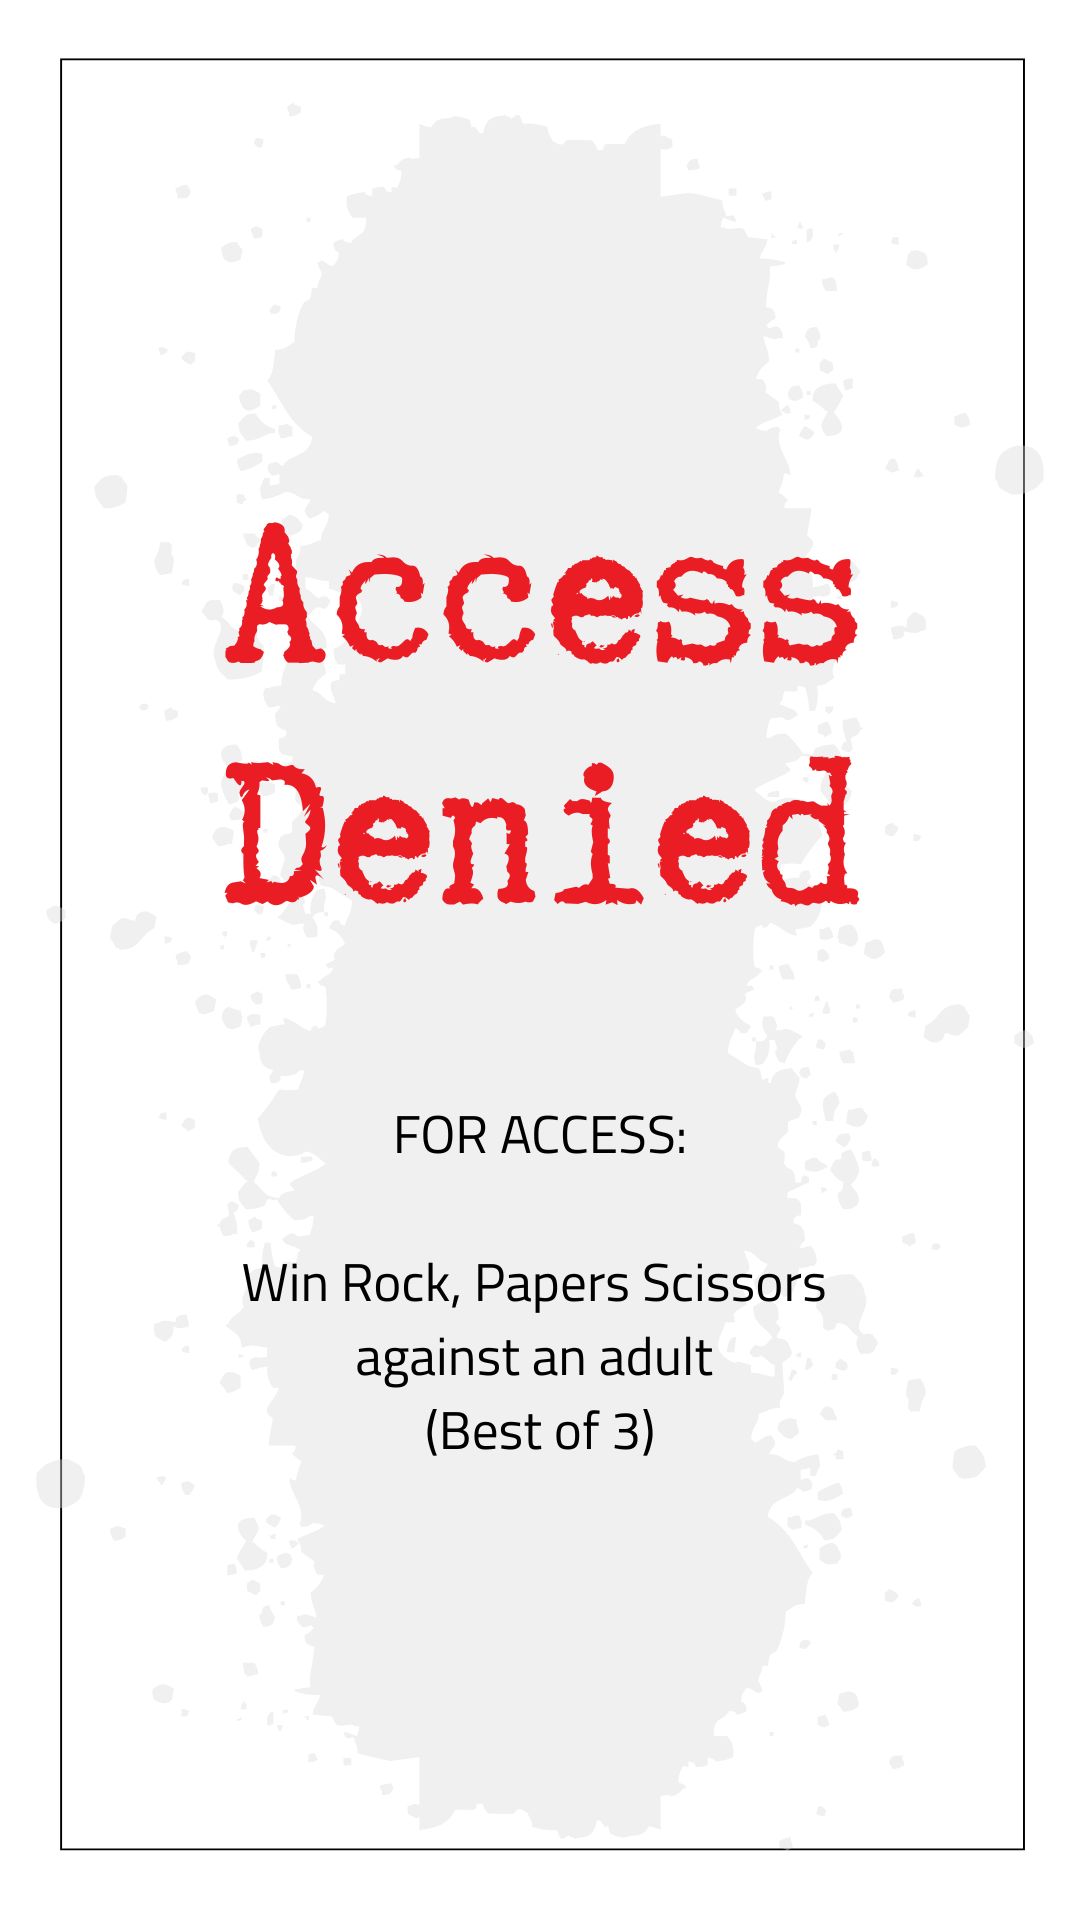 Access
Denied
FOR ACCESS:
Win Rock, Papers Scissors
against an adult
(Best of 3)